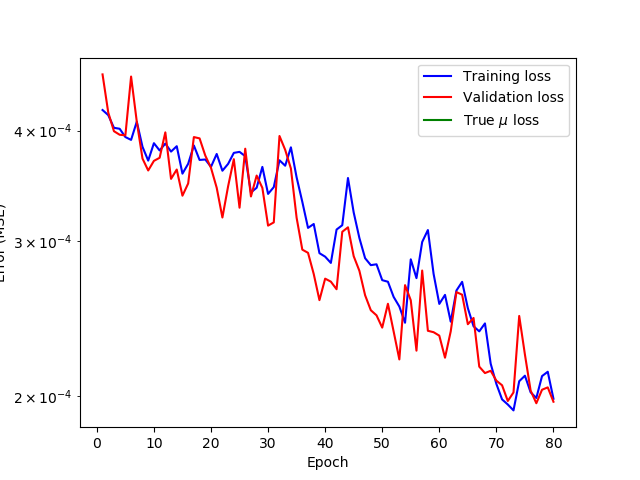 Training loss
Validation loss
True μ loss
4 × 10⁻⁴
3 × 10⁻⁴
2 × 10⁻⁴
(MSE)
0 10 20 30 40 50 60 70 80
Epoch